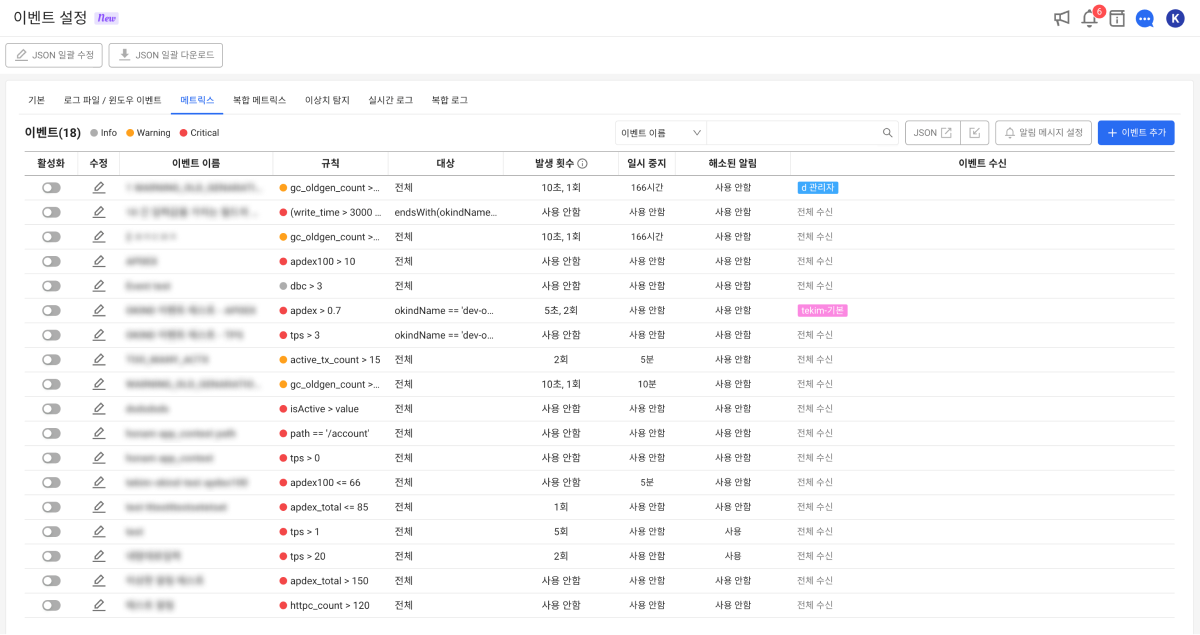 이벤트 설정 New
6
K
JSON 일괄 수정 JSON 일괄 다운로드
기본 로그 파일 / 윈도우 이벤트 메트릭스 복합 메트릭스 이상치 탐지 실시간 로그 복합 로그
이벤트(18) Info Warning Critical 이벤트 이름 JSON 알림 메시지 설정 + 이벤트 추가
활성화 수정 이벤트 이름 규칙 대상 발생 횟수 일시 중지 해소된 알림 이벤트 수신
gc_oldgen_count >... 전체 10초, 1회 166시간 사용 안함 d 관리자
(write_time > 3000 ... endsWith(okindName... 사용 안함 사용 안함 사용 안함 전체 수신
gc_oldgen_count >... 전체 10초, 1회 166시간 사용 안함 전체 수신
apdex100 > 10 전체 사용 안함 사용 안함 사용 안함 전체 수신
dbc > 3 전체 사용 안함 사용 안함 사용 안함 전체 수신
apdex > 0.7 okindName == 'dev-o... 5초, 2회 사용 안함 사용 안함 tekim-기본
tps > 3 okindName == 'dev-o... 사용 안함 사용 안함 사용 안함 전체 수신
active_tx_count > 15 전체 2회 5분 사용 안함 전체 수신
gc_oldgen_count >... 전체 10초, 1회 10분 사용 안함 전체 수신
isActive > value 전체 사용 안함 사용 안함 사용 안함 전체 수신
path == '/account' 전체 사용 안함 사용 안함 사용 안함 전체 수신
tps > 0 전체 사용 안함 사용 안함 사용 안함 전체 수신
apdex100 <= 66 전체 사용 안함 5분 사용 안함 전체 수신
apdex_total <= 85 전체 1회 사용 안함 사용 안함 전체 수신
tps > 1 전체 5회 사용 안함 사용 전체 수신
tps > 20 전체 2회 사용 안함 사용 전체 수신
apdex_total > 150 전체 사용 안함 사용 안함 사용 안함 전체 수신
httpc_count > 120 전체 사용 안함 사용 안함 사용 안함 전체 수신